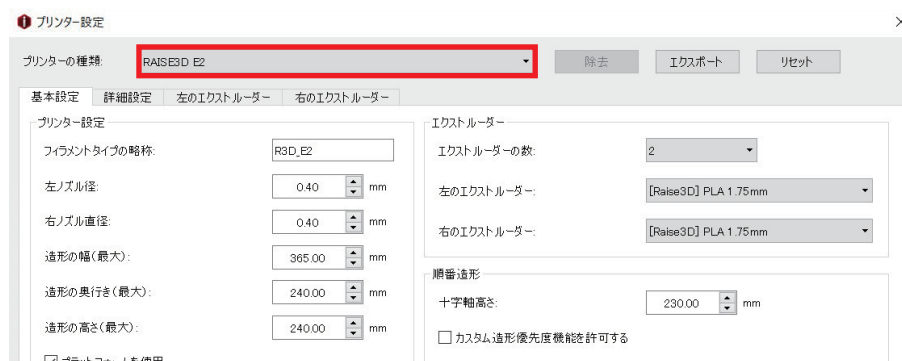 プリンター設定
プリンターの種類: RAISE3D E2 除去 エクスポート リセット
基本設定 詳細設定 左のエクストルーダー 右のエクストルーダー
プリンター設定
フィラメントタイプの略称: R3D_E2
左ノズル径: 0.40 mm
右ノズル直径: 0.40 mm
造形の幅(最大): 365.00 mm
造形の奥行き(最大): 240.00 mm
造形の高さ(最大): 240.00 mm
エクストルーダー
エクストルーダーの数: 2
左のエクストルーダー: [Raise3D] PLA 1.75mm
右のエクストルーダー: [Raise3D] PLA 1.75mm
順番造形
十字軸高さ: 230.00 mm
カスタム造形優先度機能を許可する